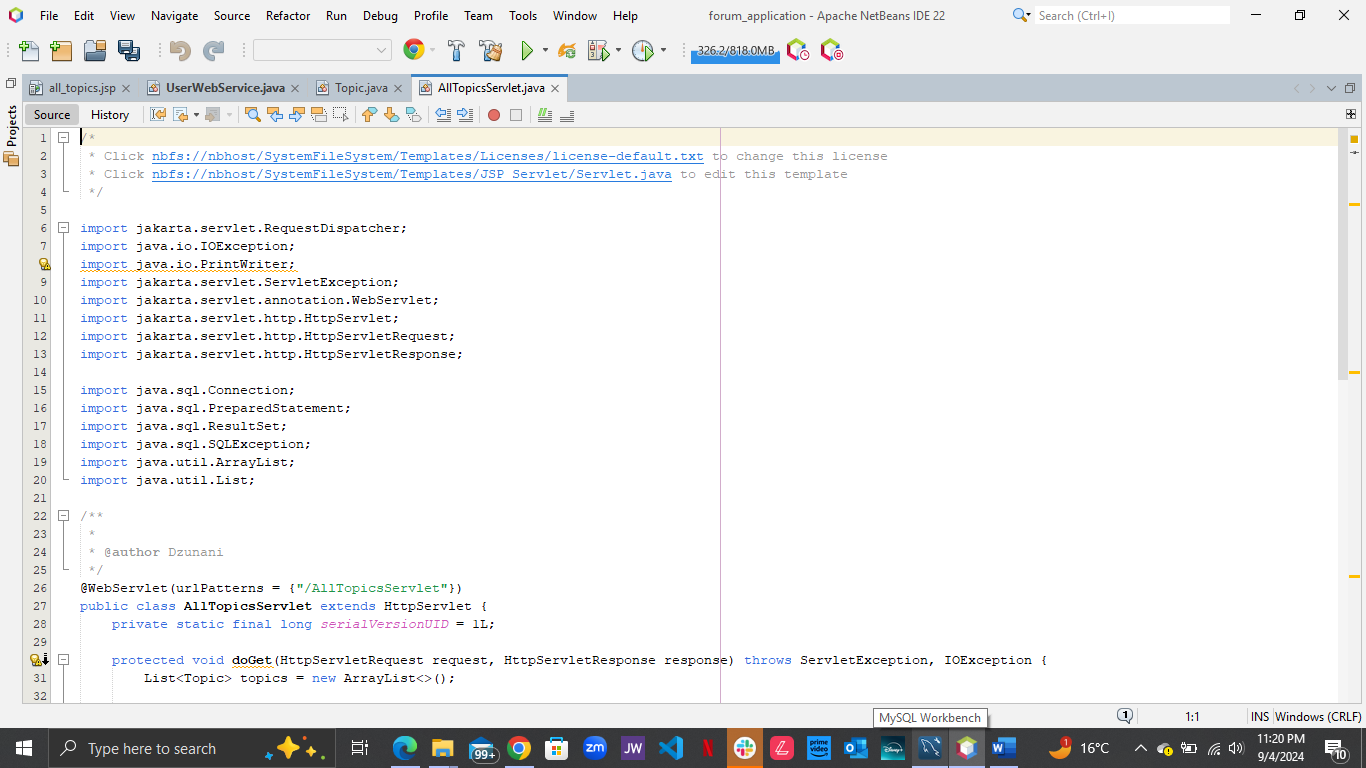 File Edit View Navigate Source Refactor Run Debug Profile Team Tools Window Help forum_application - Apache NetBeans IDE 22 Search (Ctrl+I)
326.2/818.0MB
all_topics.jsp UserWebService.java Topic.java AllTopicsServlet.java
Projects
Source History
1 /*
2 * Click nbfs://nbhost/SystemFileSystem/Templates/Licenses/license-default.txt to change this license
3 * Click nbfs://nbhost/SystemFileSystem/Templates/JSP_Servlet/Servlet.java to edit this template
4 */
5
6 import jakarta.servlet.RequestDispatcher;
7 import java.io.IOException;
import java.io.PrintWriter;
9 import jakarta.servlet.ServletException;
10 import jakarta.servlet.annotation.WebServlet;
11 import jakarta.servlet.http.HttpServlet;
12 import jakarta.servlet.http.HttpServletRequest;
13 import jakarta.servlet.http.HttpServletResponse;
14
15 import java.sql.Connection;
16 import java.sql.PreparedStatement;
17 import java.sql.ResultSet;
18 import java.sql.SQLException;
19 import java.util.ArrayList;
20 import java.util.List;
21
22 /**
23 *
24 * @author Dzunani
25 */
26 @WebServlet(urlPatterns = {"/AllTopicsServlet"})
27 public class AllTopicsServlet extends HttpServlet {
28 private static final long serialVersionUID = 1L;
29
protected void doGet(HttpServletRequest request, HttpServletResponse response) throws ServletException, IOException {
31 List<Topic> topics = new ArrayList<>();
32
MySQL Workbench
1 1:1 INS Windows (CRLF)
Type here to search 99+ zm JW prime video Disney+ 1 16°C 11:20 PM
9/4/2024 10